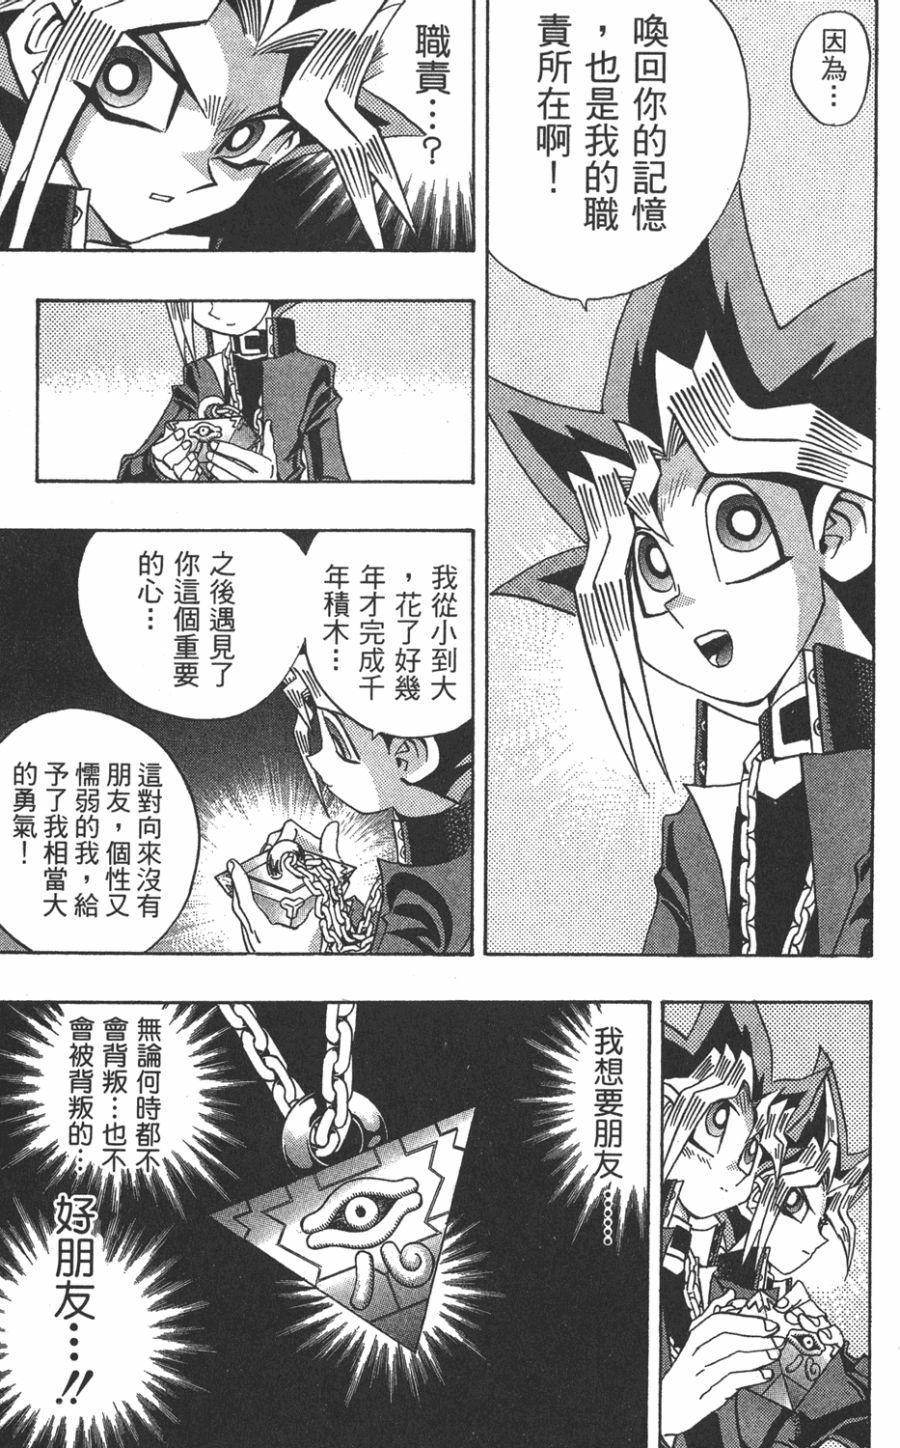 因為…
喚回你的記憶
，也是我的職
責所在啊！
職責…？
我從小到大
，花了好幾
年才完成千
年積木…
之後遇見了
你這個重要
的心…
這對向來沒有
朋友，個性又
懦弱的我，給
予了我相當大
的勇氣！
我想要朋友……
無論何時都不
會背叛…也不
會被背叛的…
好朋友…!!